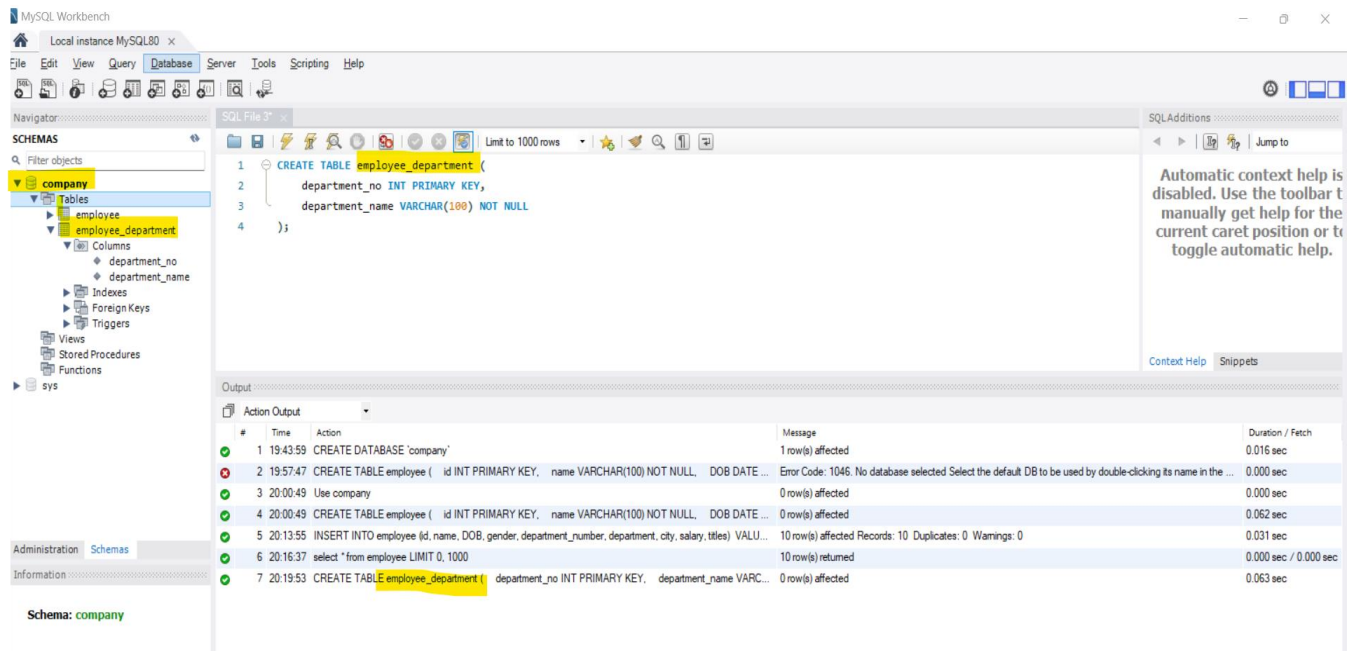 MySQL Workbench
Local instance MySQL80
File Edit View Query Database Server Tools Scripting Help
Navigator
SCHEMAS
Filter objects
company
Tables
employee
employee_department
Columns
department_no
department_name
Indexes
Foreign Keys
Triggers
Views
Stored Procedures
Functions
sys
Administration Schemas
Information
Schema: company
SQL File 3*
Limit to 1000 rows
1 CREATE TABLE employee_department (
2 department_no INT PRIMARY KEY,
3 department_name VARCHAR(100) NOT NULL
4 );
SQLAdditions
Jump to
Automatic context help is
disabled. Use the toolbar t
manually get help for the
current caret position or to
toggle automatic help.
Context Help Snippets
Output
Action Output
# Time Action Message Duration / Fetch
1 19:43:59 CREATE DATABASE `company` 1 row(s) affected 0.016 sec
2 19:57:47 CREATE TABLE employee ( id INT PRIMARY KEY, name VARCHAR(100) NOT NULL, DOB DATE ... Error Code: 1046. No database selected Select the default DB to be used by double-clicking its name in the ... 0.000 sec
3 20:00:49 Use company 0 row(s) affected 0.000 sec
4 20:00:49 CREATE TABLE employee ( id INT PRIMARY KEY, name VARCHAR(100) NOT NULL, DOB DATE ... 0 row(s) affected 0.062 sec
5 20:13:55 INSERT INTO employee (id, name, DOB, gender, department_number, department, city, salary, titles) VALU... 10 row(s) affected Records: 10 Duplicates: 0 Warnings: 0 0.031 sec
6 20:16:37 select * from employee LIMIT 0, 1000 10 row(s) returned 0.000 sec / 0.000 sec
7 20:19:53 CREATE TABLE employee_department ( department_no INT PRIMARY KEY, department_name VARC... 0 row(s) affected 0.063 sec